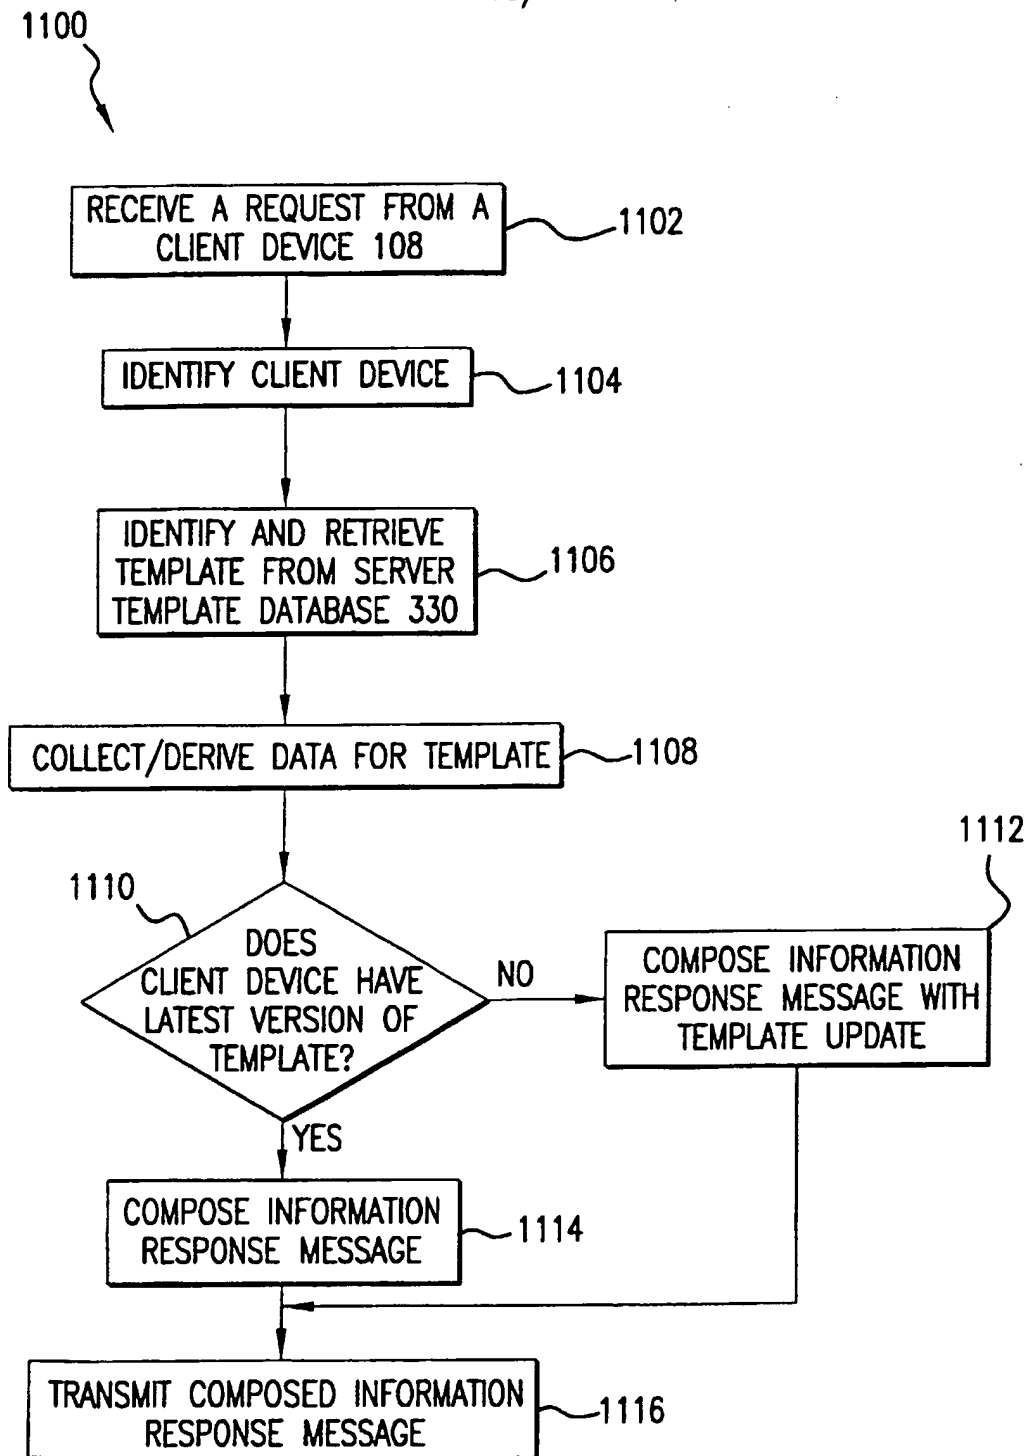 1100
RECEIVE A REQUEST FROM A
CLIENT DEVICE 108
1102
IDENTIFY CLIENT DEVICE
1104
IDENTIFY AND RETRIEVE
TEMPLATE FROM SERVER
TEMPLATE DATABASE 330
1106
COLLECT/DERIVE DATA FOR TEMPLATE
1108
1110
DOES
CLIENT DEVICE HAVE
LATEST VERSION OF
TEMPLATE?
NO
1112
COMPOSE INFORMATION
RESPONSE MESSAGE WITH
TEMPLATE UPDATE
YES
COMPOSE INFORMATION
RESPONSE MESSAGE
1114
TRANSMIT COMPOSED INFORMATION
RESPONSE MESSAGE
1116